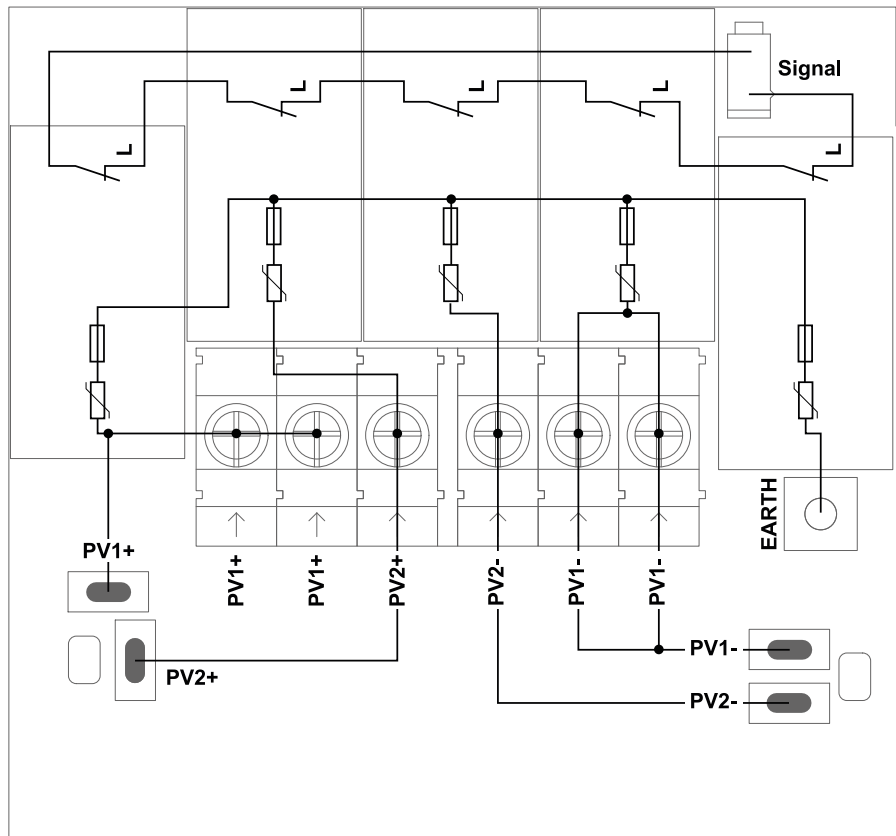 Signal
L
L
L
L
L
EARTH
PV1+
PV1+
PV1+
PV2+
PV2-
PV1-
PV1-
PV1-
PV2+
PV2-